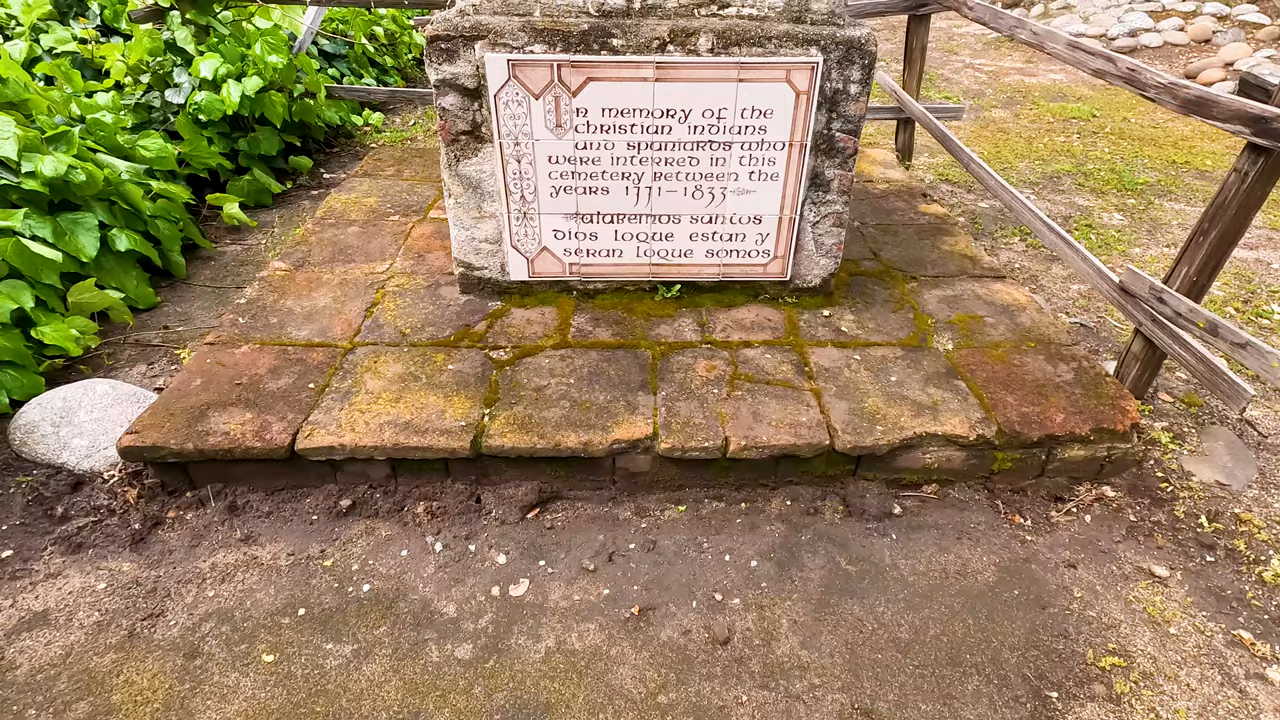 In memory of the
christian indians
and spaniards who
were interred in this
cemetery between the
years 1771-1833
alaremos santos
dios loque estan y
seran loque somos